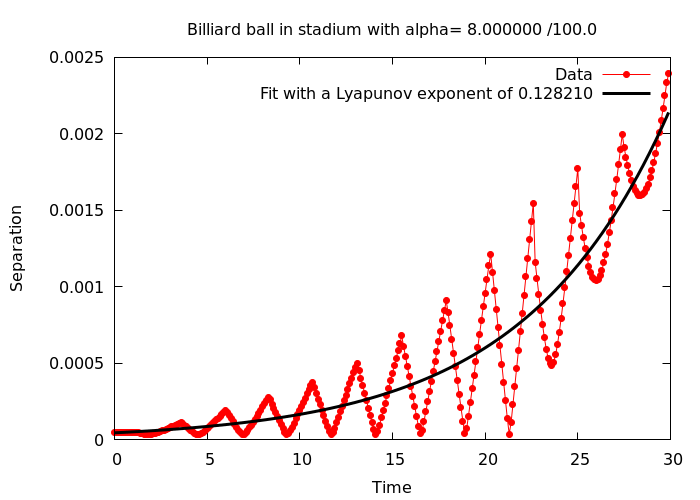 Billiard ball in stadium with alpha= 8.000000 /100.0
0.0025
0.002
0.0015
0.001
0.0005
0
Data
Fit with a Lyapunov exponent of 0.128210
Separation
0 5 10 15 20 25 30
Time